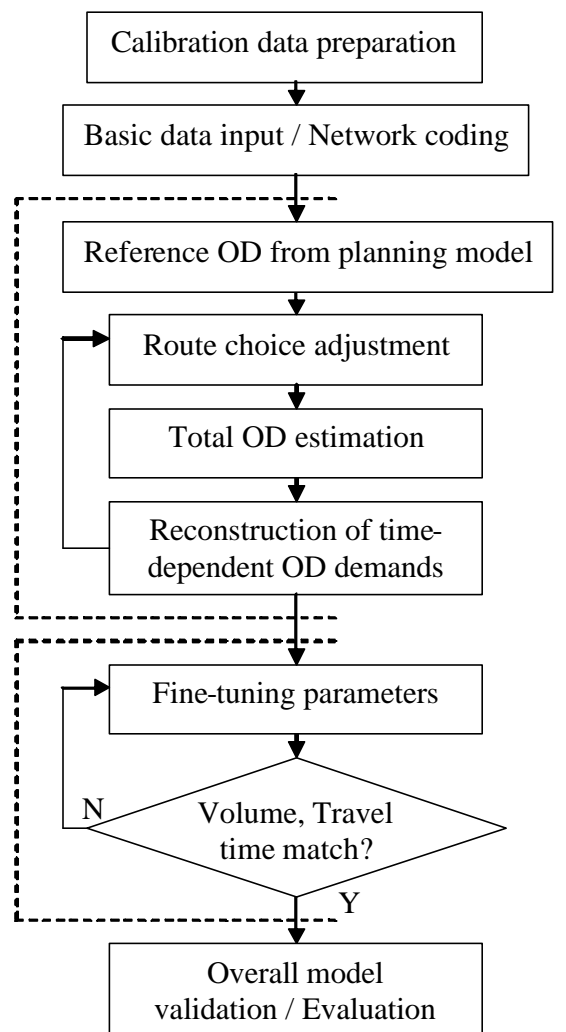 Calibration data preparation
Basic data input / Network coding
Reference OD from planning model
Route choice adjustment
Total OD estimation
Reconstruction of time-
dependent OD demands
Fine-tuning parameters
N
Volume, Travel
time match?
Y
Overall model
validation / Evaluation